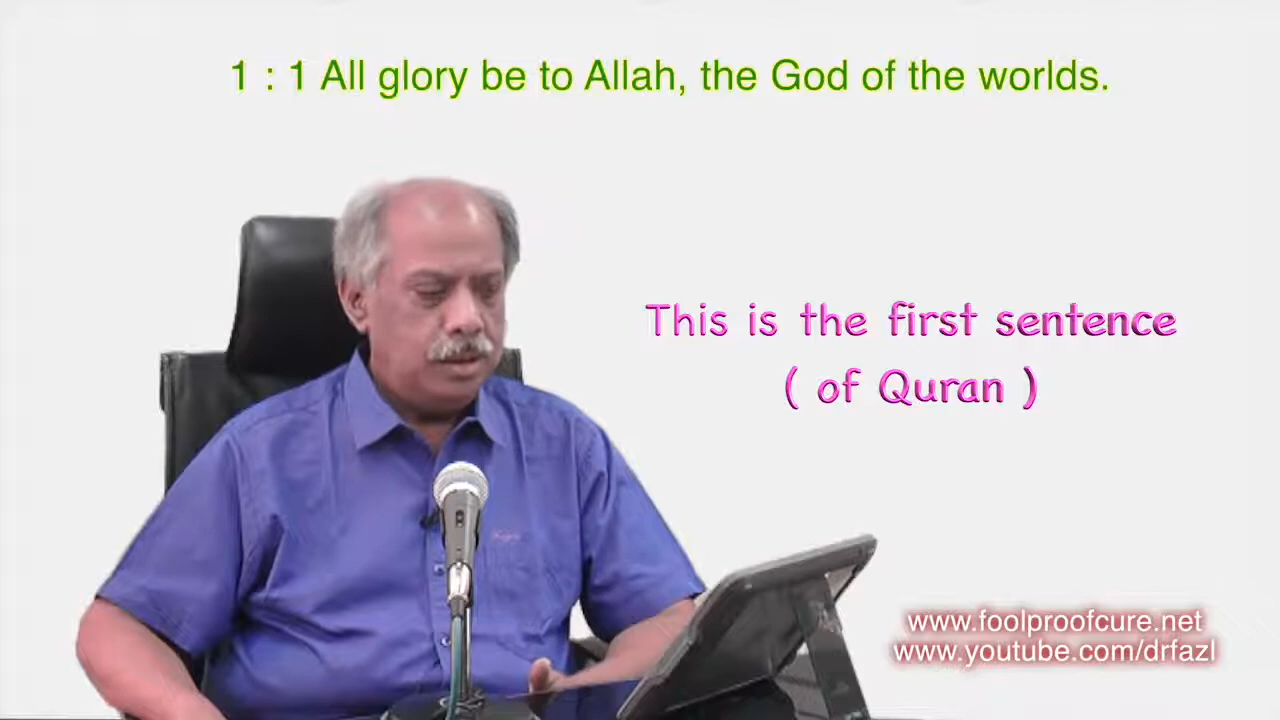 1 : 1 All glory be to Allah, the God of the worlds.
This is the first sentence
( of Quran )
www.foolproofcure.net
www.youtube.com/drfazl